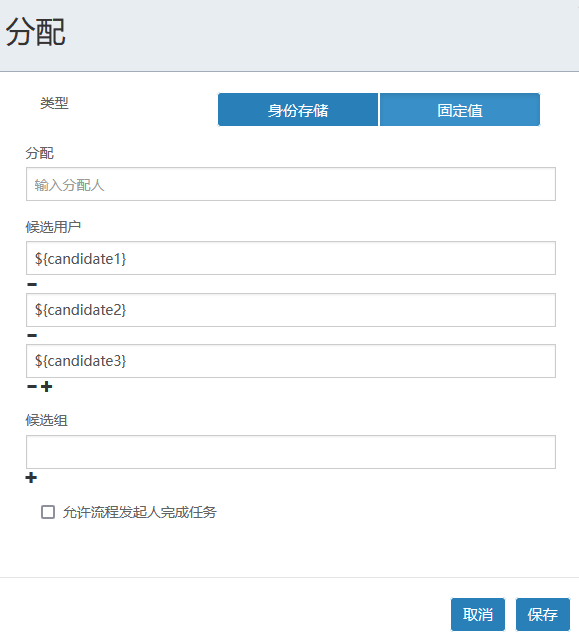 分配
类型
身份存储 固定值
分配
输入分配人
候选用户
${candidate1}
${candidate2}
${candidate3}
候选组
允许流程发起人完成任务
取消 保存